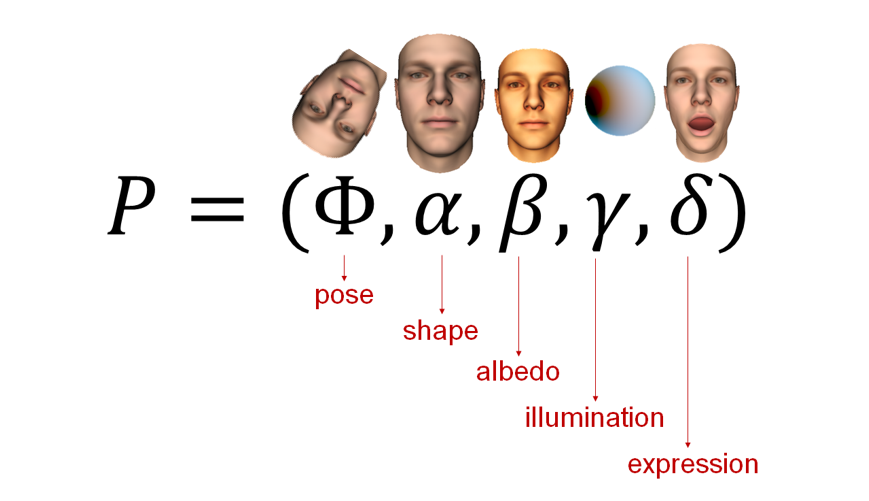 P = (Φ, α, β, γ, δ)
pose
shape
albedo
illumination
expression